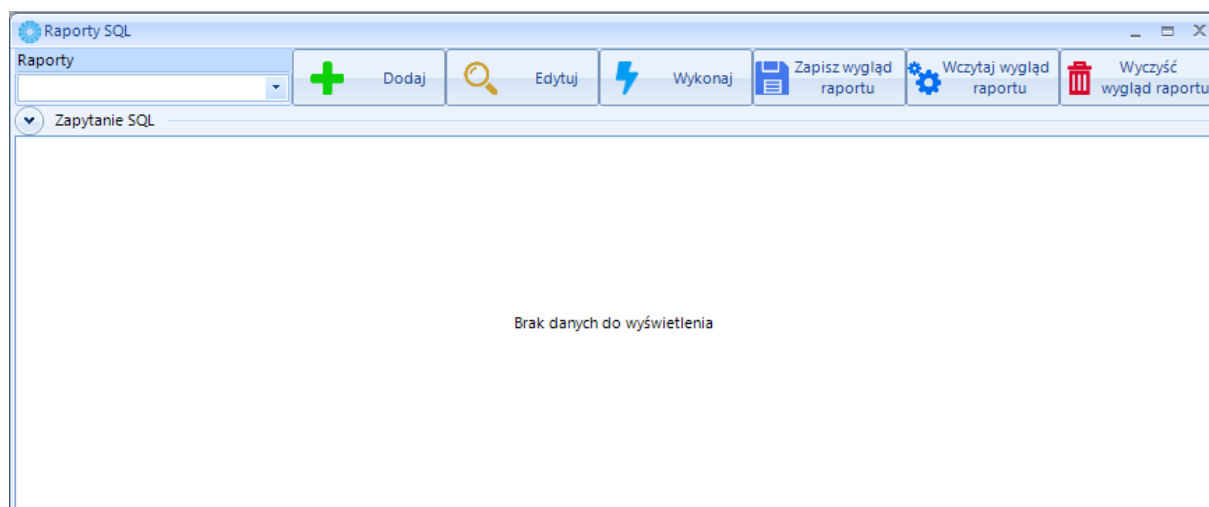 Raporty SQL
Raporty
Dodaj
Edytuj
Wykonaj
Zapisz wygląd
raportu
Wczytaj wygląd
raportu
Wyczyść
wygląd raportu
Zapytanie SQL
Brak danych do wyświetlenia